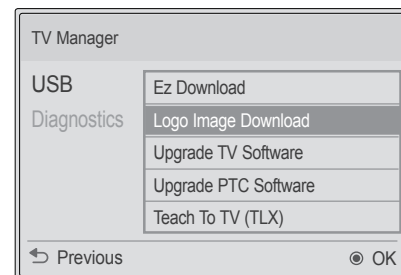 TV Manager
USB
Diagnostics
Ez Download
Logo Image Download
Upgrade TV Software
Upgrade PTC Software
Teach To TV (TLX)
Previous
OK